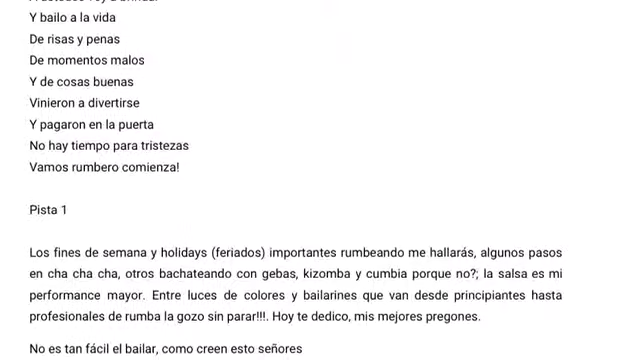 Y bailo a la vida
De risas y penas
De momentos malos
Y de cosas buenas
Vinieron a divertirse
Y pagaron en la puerta
No hay tiempo para tristezas
Vamos rumbero comienza!
Pista 1
Los fines de semana y holidays (feriados) importantes rumbeando me hallarás, algunos pasos
en cha cha cha, otros bachateando con gebas, kizomba y cumbia porque no?; la salsa es mi
performance mayor. Entre luces de colores y bailarines que van desde principiantes hasta
profesionales de rumba la gozo sin parar!!!. Hoy te dedico, mis mejores pregones.
No es tan fácil el bailar, como creen esto señores